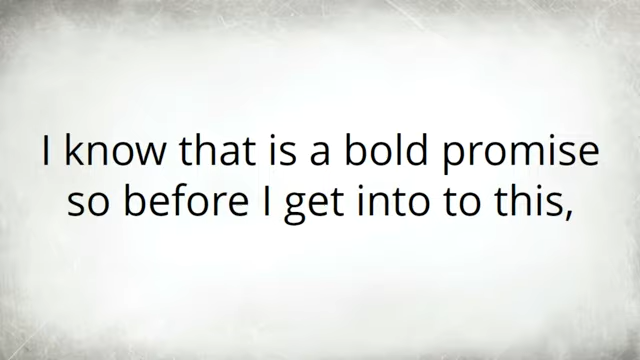 I know that is a bold promise
so before I get into to this,